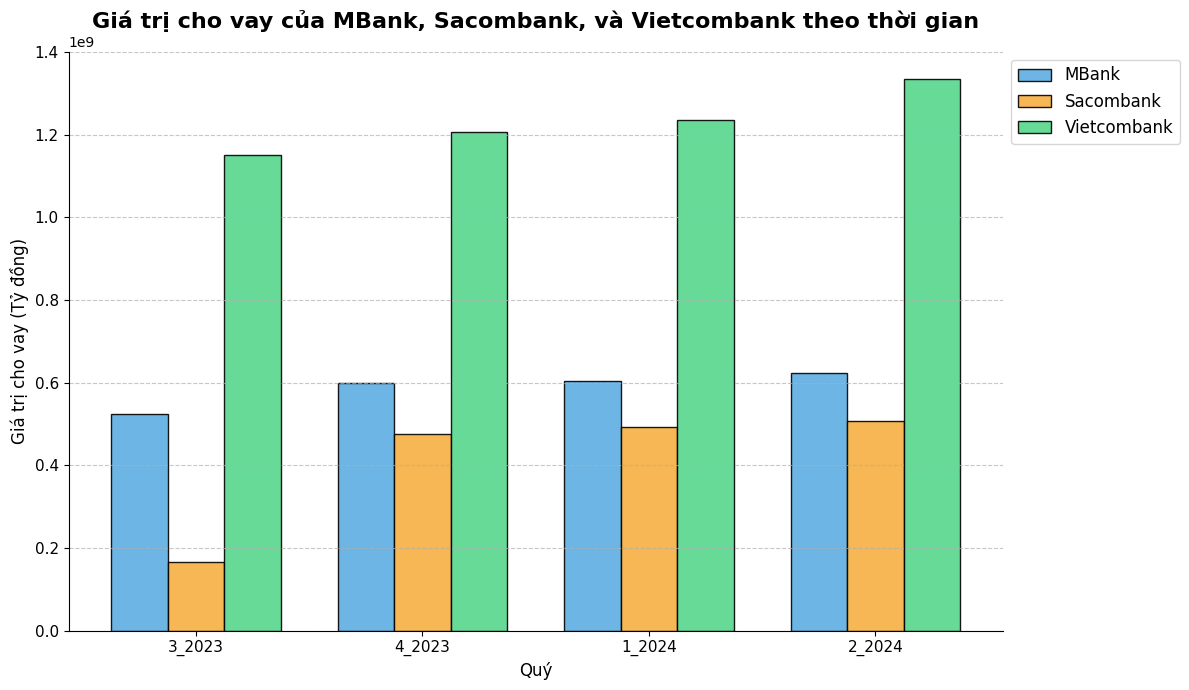 Giá trị cho vay của MBank, Sacombank, và Vietcombank theo thời gian
1e9
1.4
1.2
1.0
0.8
0.6
0.4
0.2
0.0
Giá trị cho vay (Tỷ đồng)
3_2023 4_2023 1_2024 2_2024
Quý
MBank
Sacombank
Vietcombank